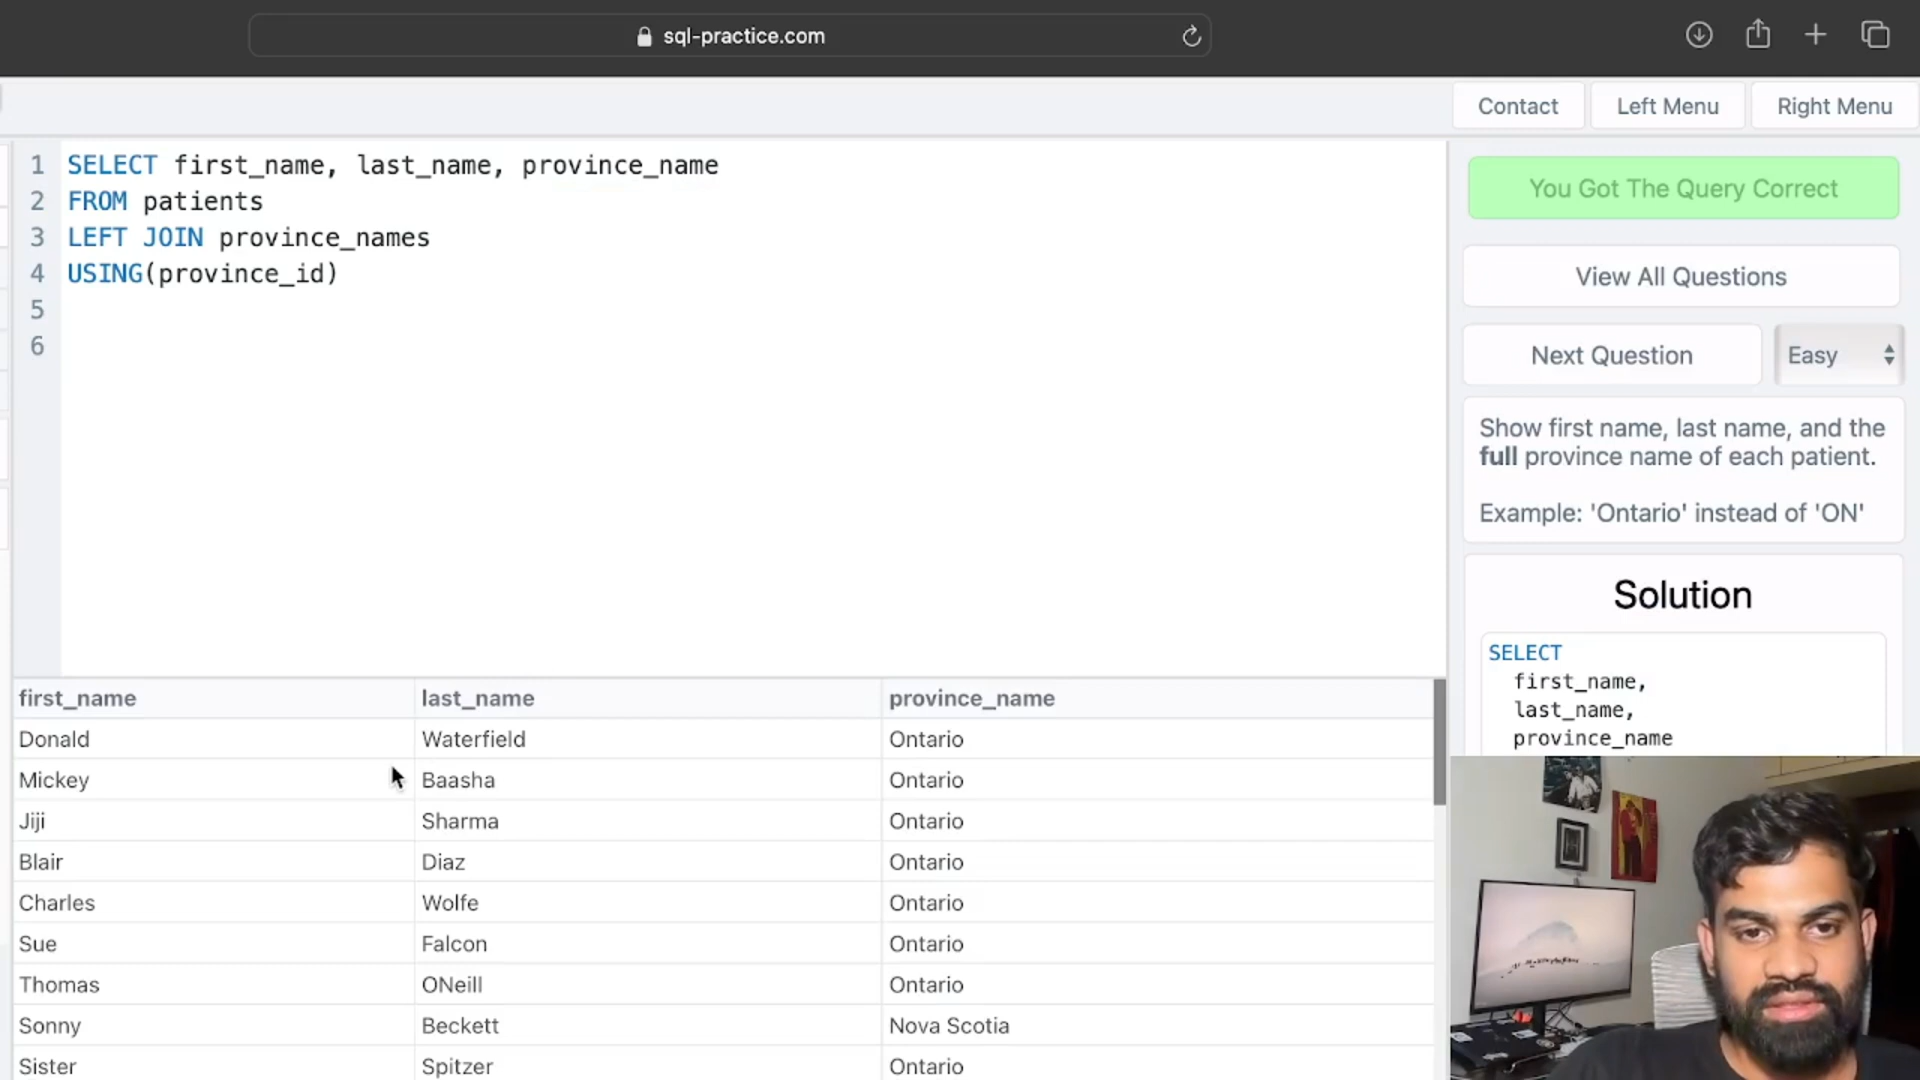 sql-practice.com
Contact
Left Menu
Right Menu
1 SELECT first_name, last_name, province_name
2 FROM patients
3 LEFT JOIN province_names
4 USING(province_id)
5
6
You Got The Query Correct
View All Questions
Next Question
Easy
Show first name, last name, and the
full province name of each patient.
Example: 'Ontario' instead of 'ON'
Solution
SELECT
first_name,
last_name,
province_name
first_name last_name province_name
Donald Waterfield Ontario
Mickey Baasha Ontario
Jiji Sharma Ontario
Blair Diaz Ontario
Charles Wolfe Ontario
Sue Falcon Ontario
Thomas ONeill Ontario
Sonny Beckett Nova Scotia
Sister Spitzer Ontario